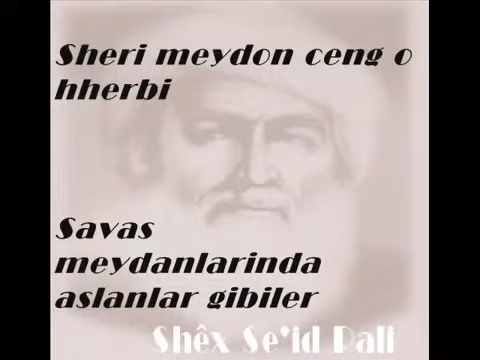 Sheri meydon ceng o
hherbi
Savas
meydanlarinda
aslanlar gibiler
Shêx Se'id Pali